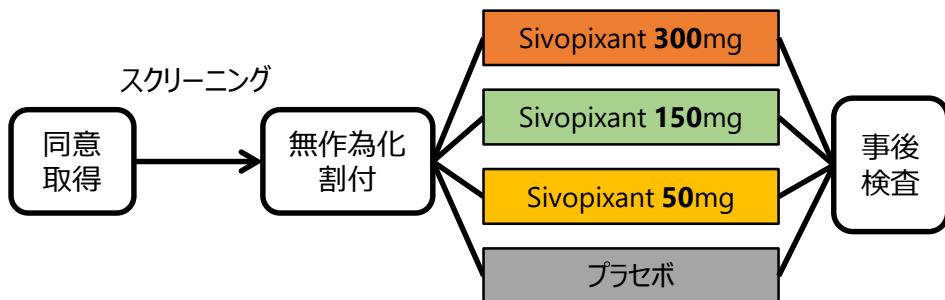 スクリーニング
同意
取得
無作為化
割付
Sivopixant 300mg
Sivopixant 150mg
Sivopixant 50mg
プラセボ
事後
検査